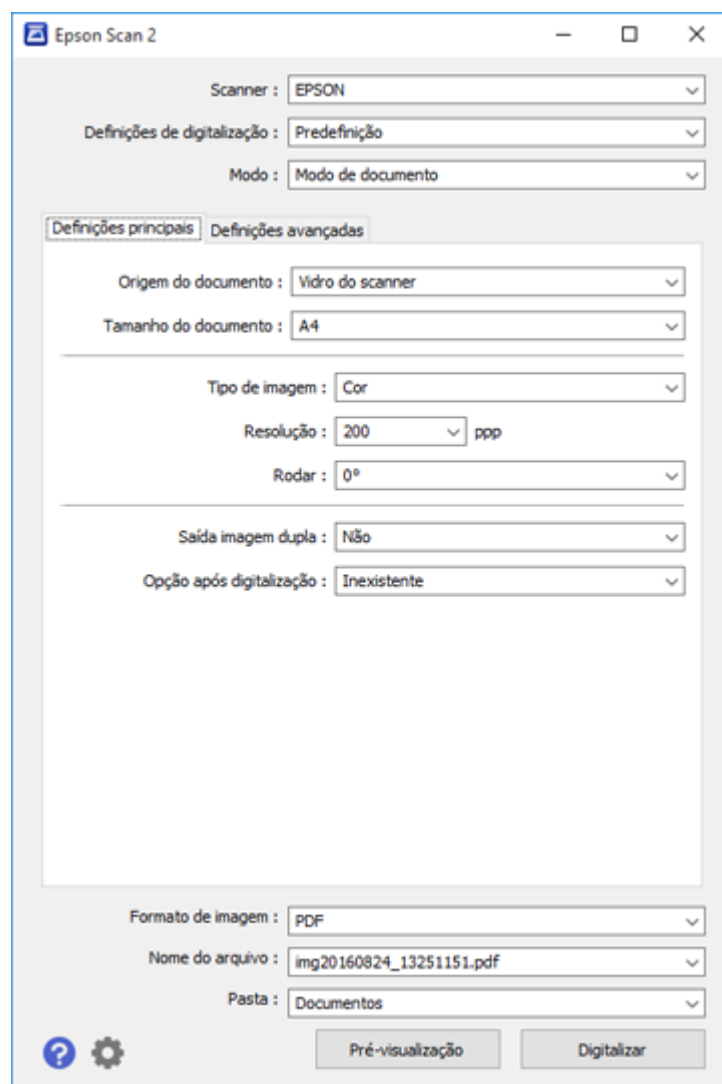 Epson Scan 2
Scanner : EPSON
Definições de digitalização : Predefinição
Modo : Modo de documento
Definições principais Definições avançadas
Origem do documento : Vidro do scanner
Tamanho do documento : A4
Tipo de imagem : Cor
Resolução : 200 ppp
Rodar : 0°
Saída imagem dupla : Não
Opção após digitalização : Inexistente
Formato de imagem : PDF
Nome do arquivo : img20160824_13251151.pdf
Pasta : Documentos
? Pré-visualização Digitalizar